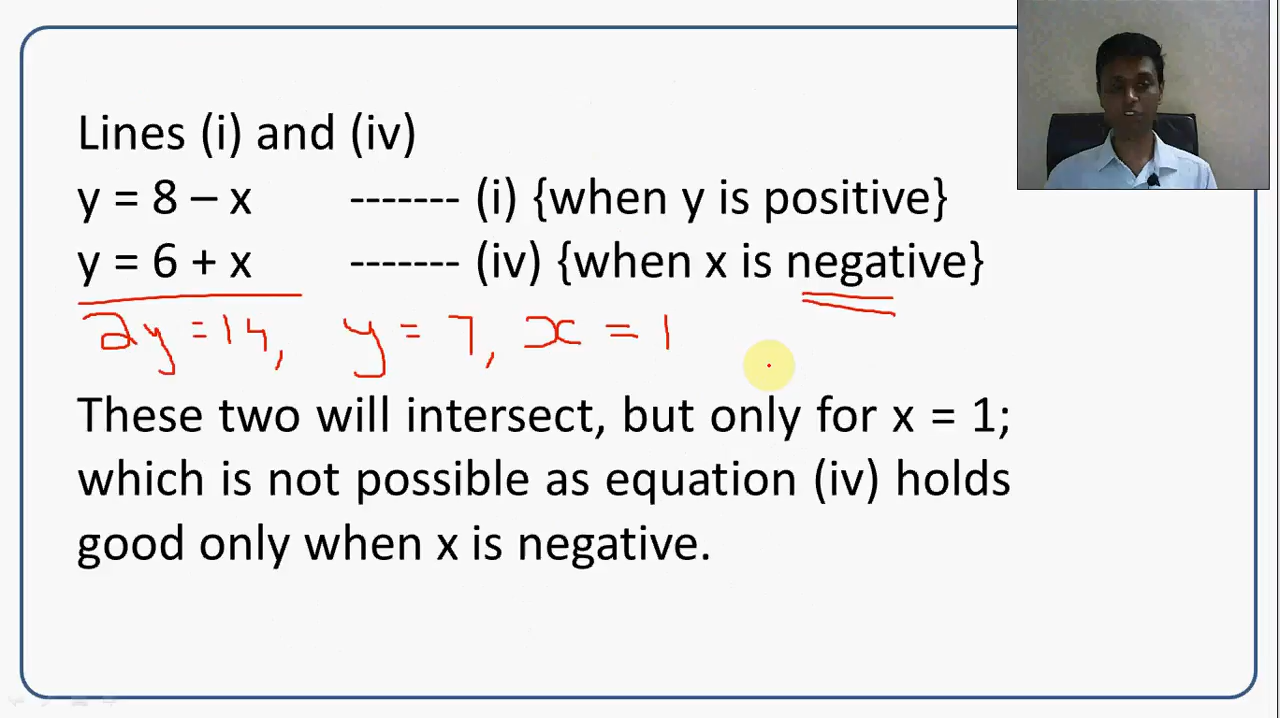 Lines (i) and (iv)
y = 8 – x ------- (i) {when y is positive}
y = 6 + x ------- (iv) {when x is negative}
2y = 14, y = 7, x = 1
These two will intersect, but only for x = 1;
which is not possible as equation (iv) holds
good only when x is negative.